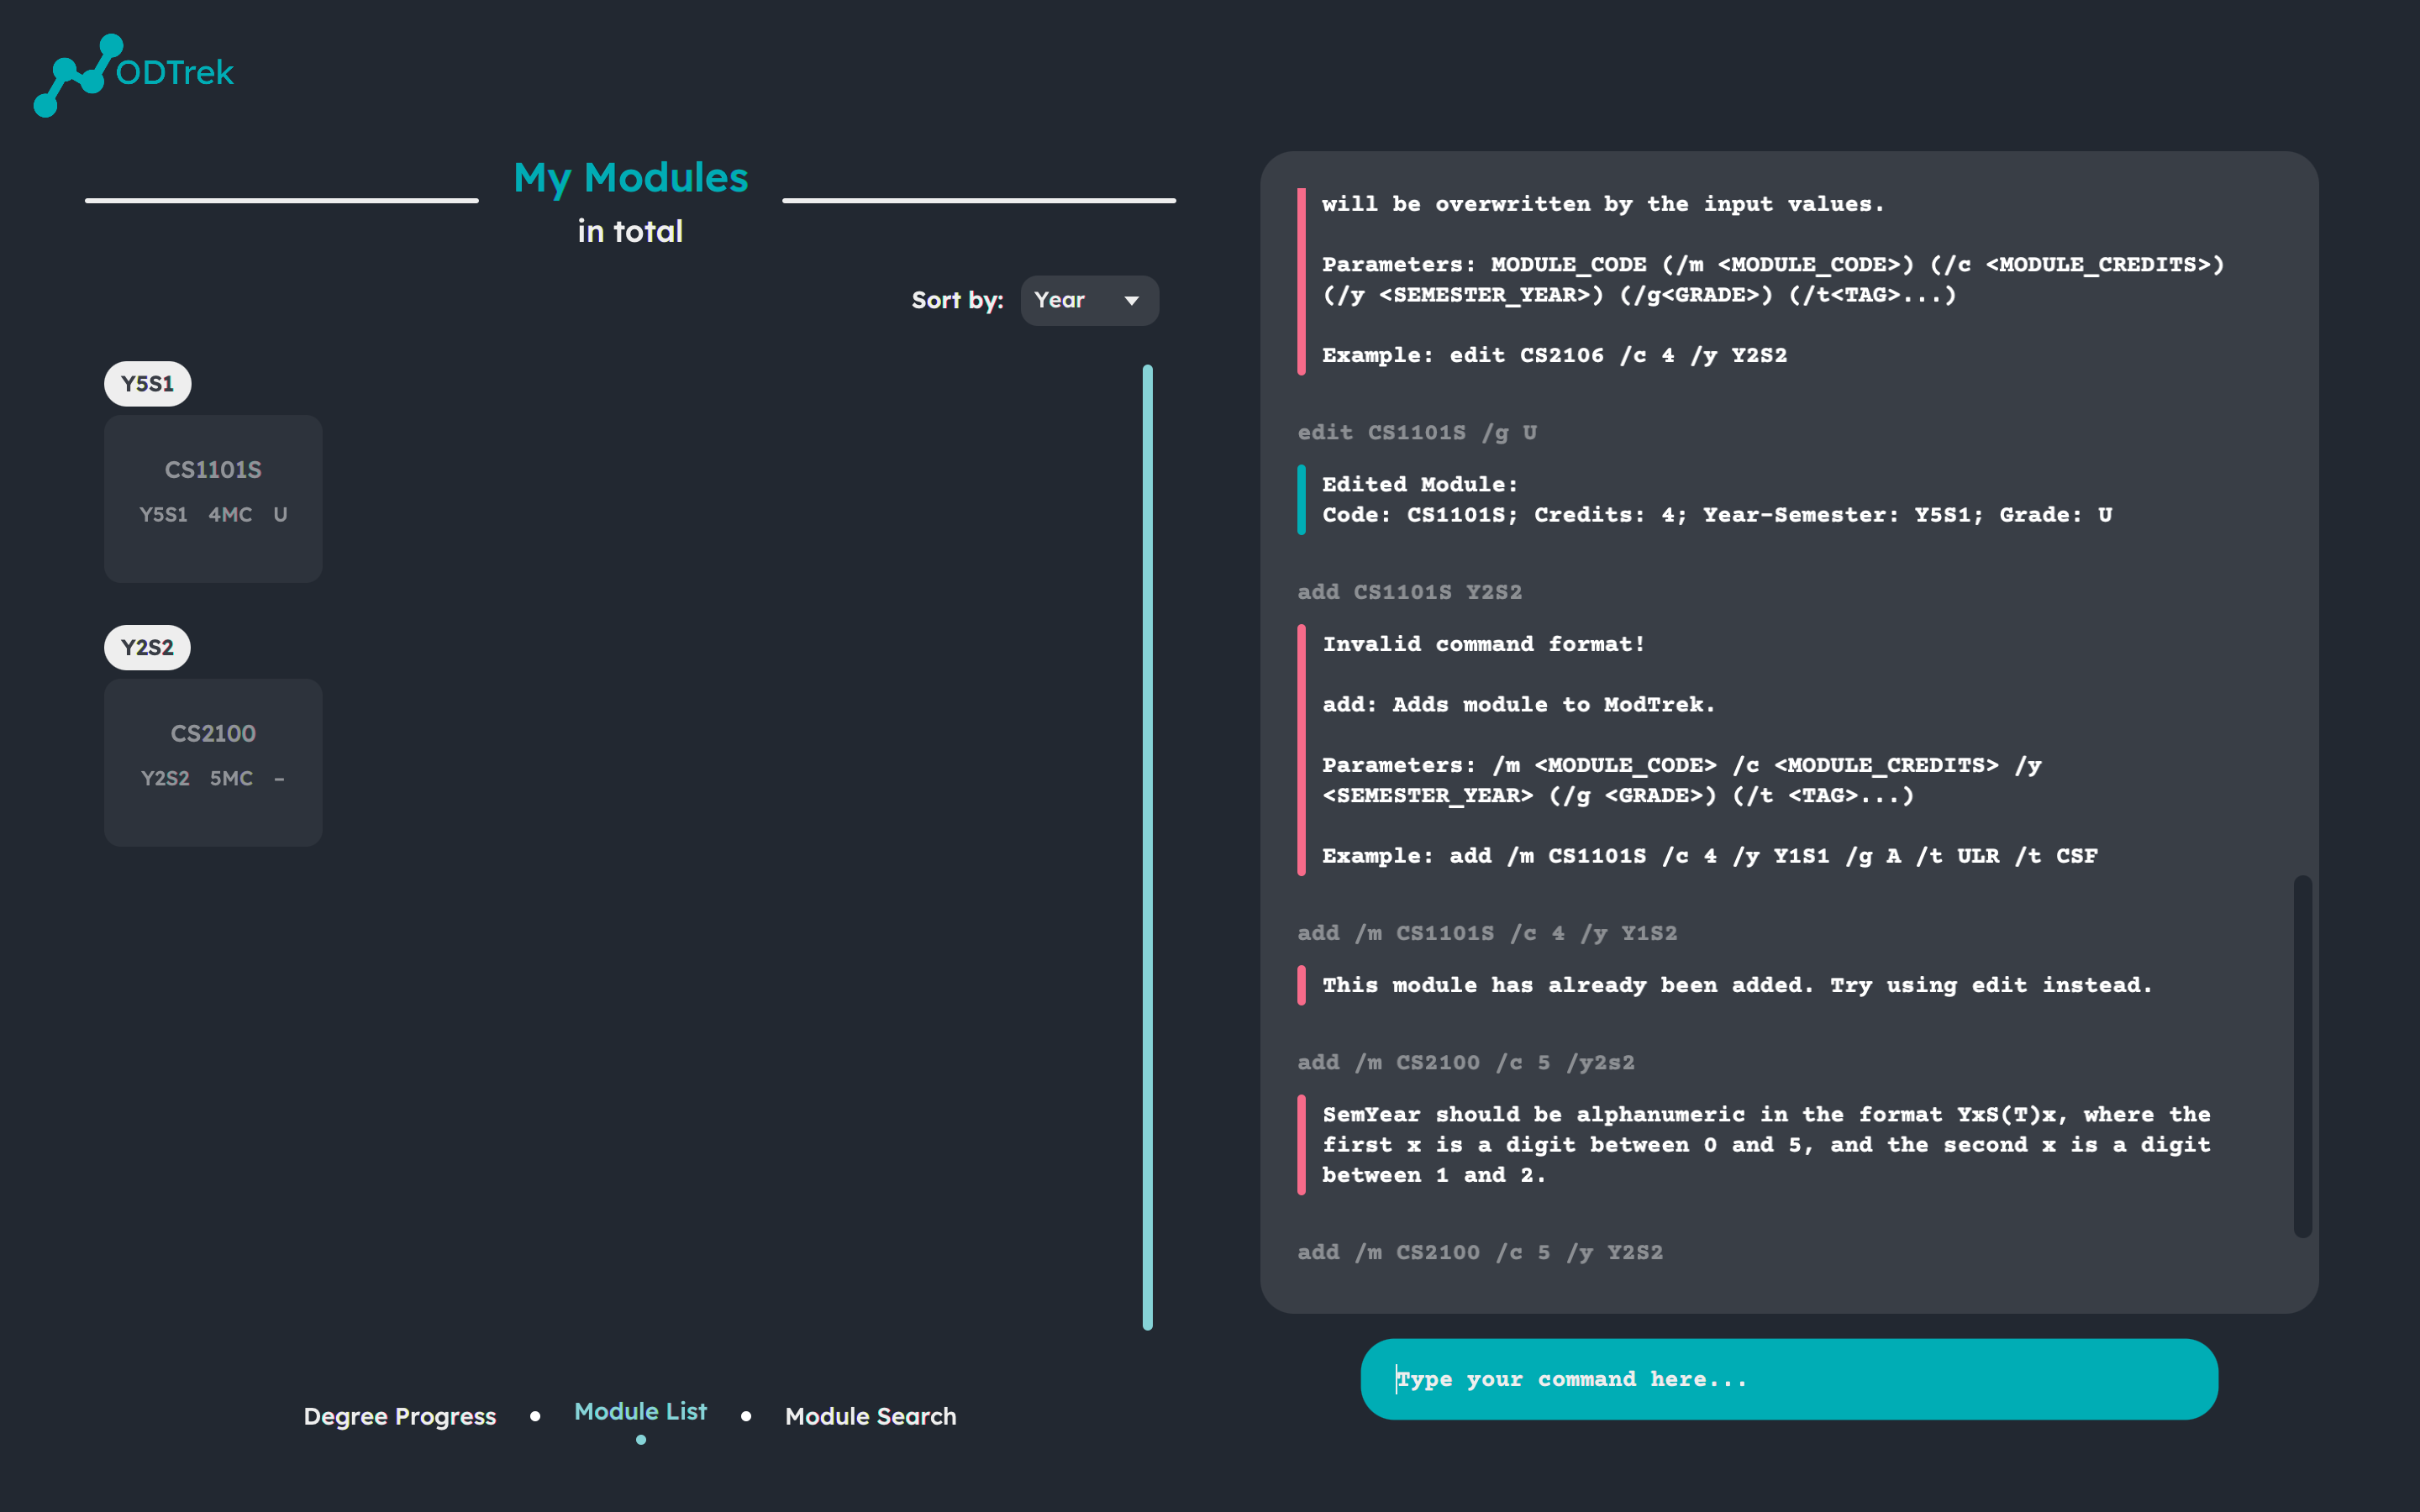 ODTrek
My Modules
in total
Sort by: Year
Y5S1
CS1101S
Y5S1 4MC U
Y2S2
CS2100
Y2S2 5MC –
Degree Progress
Module List
Module Search
will be overwritten by the input values.
Parameters: MODULE_CODE (/m <MODULE_CODE>) (/c <MODULE_CREDITS>)
(/y <SEMESTER_YEAR>) (/g<GRADE>) (/t<TAG>...)
Example: edit CS2106 /c 4 /y Y2S2
edit CS1101S /g U
Edited Module:
Code: CS1101S; Credits: 4; Year-Semester: Y5S1; Grade: U
add CS1101S Y2S2
Invalid command format!
add: Adds module to ModTrek.
Parameters: /m <MODULE_CODE> /c <MODULE_CREDITS> /y
<SEMESTER_YEAR> (/g <GRADE>) (/t <TAG>...)
Example: add /m CS1101S /c 4 /y Y1S1 /g A /t ULR /t CSF
add /m CS1101S /c 4 /y Y1S2
This module has already been added. Try using edit instead.
add /m CS2100 /c 5 /y2s2
SemYear should be alphanumeric in the format YxS(T)x, where the
first x is a digit between 0 and 5, and the second x is a digit
between 1 and 2.
add /m CS2100 /c 5 /y Y2S2
Type your command here...